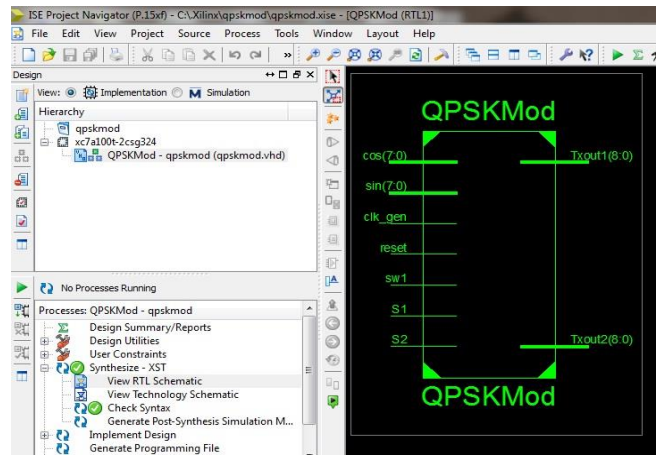 ISE Project Navigator (P.15xf) - C:\Xilinx\qpskmod\qpskmod.xise - [QPSKMod (RTL1)]
File Edit View Project Source Process Tools Window Layout Help
Design
View: Implementation Simulation
Hierarchy
qpskmod
xc7a100t-2csg324
QPSKMod - qpskmod (qpskmod.vhd)
No Processes Running
Processes: QPSKMod - qpskmod
Design Summary/Reports
Design Utilities
User Constraints
Synthesize - XST
View RTL Schematic
View Technology Schematic
Check Syntax
Generate Post-Synthesis Simulation M...
Implement Design
Generate Programming File
QPSKMod
cos(7:0) Txout1(8:0)
sin(7:0)
clk_gen
reset
sw1
S1
S2 Txout2(8:0)
QPSKMod